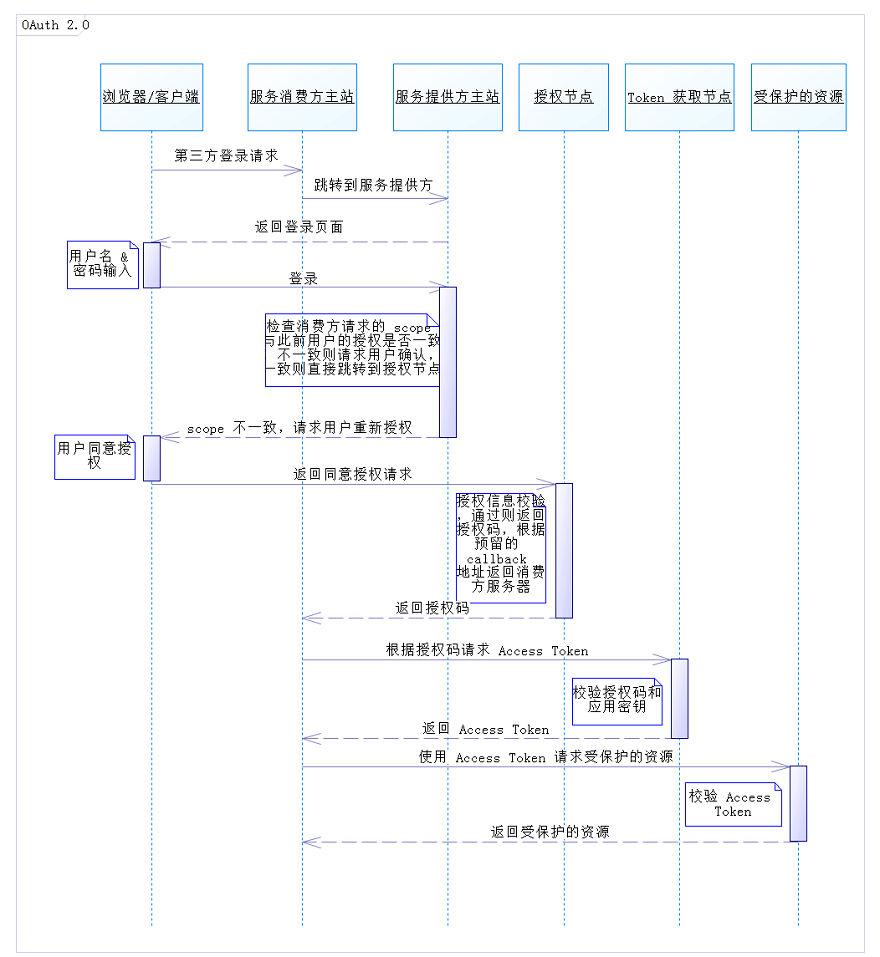 OAuth 2.0
浏览器/客户端
服务消费方主站
服务提供方主站
授权节点
Token 获取节点
受保护的资源
第三方登录请求
跳转到服务提供方
返回登录页面
用户名 &
密码输入
登录
检查消费方请求的 scope
与此前用户的授权是否一致
不一致则请求用户确认,
一致则直接跳转到授权节点
scope 不一致, 请求用户重新授权
用户同意授
权
返回同意授权请求
授权信息校验
, 通过则返回
授权码, 根据
预留的
callback
地址返回消费
方服务器
返回授权码
根据授权码请求 Access Token
校验授权码和
应用密钥
返回 Access Token
使用 Access Token 请求受保护的资源
校验 Access
Token
返回受保护的资源